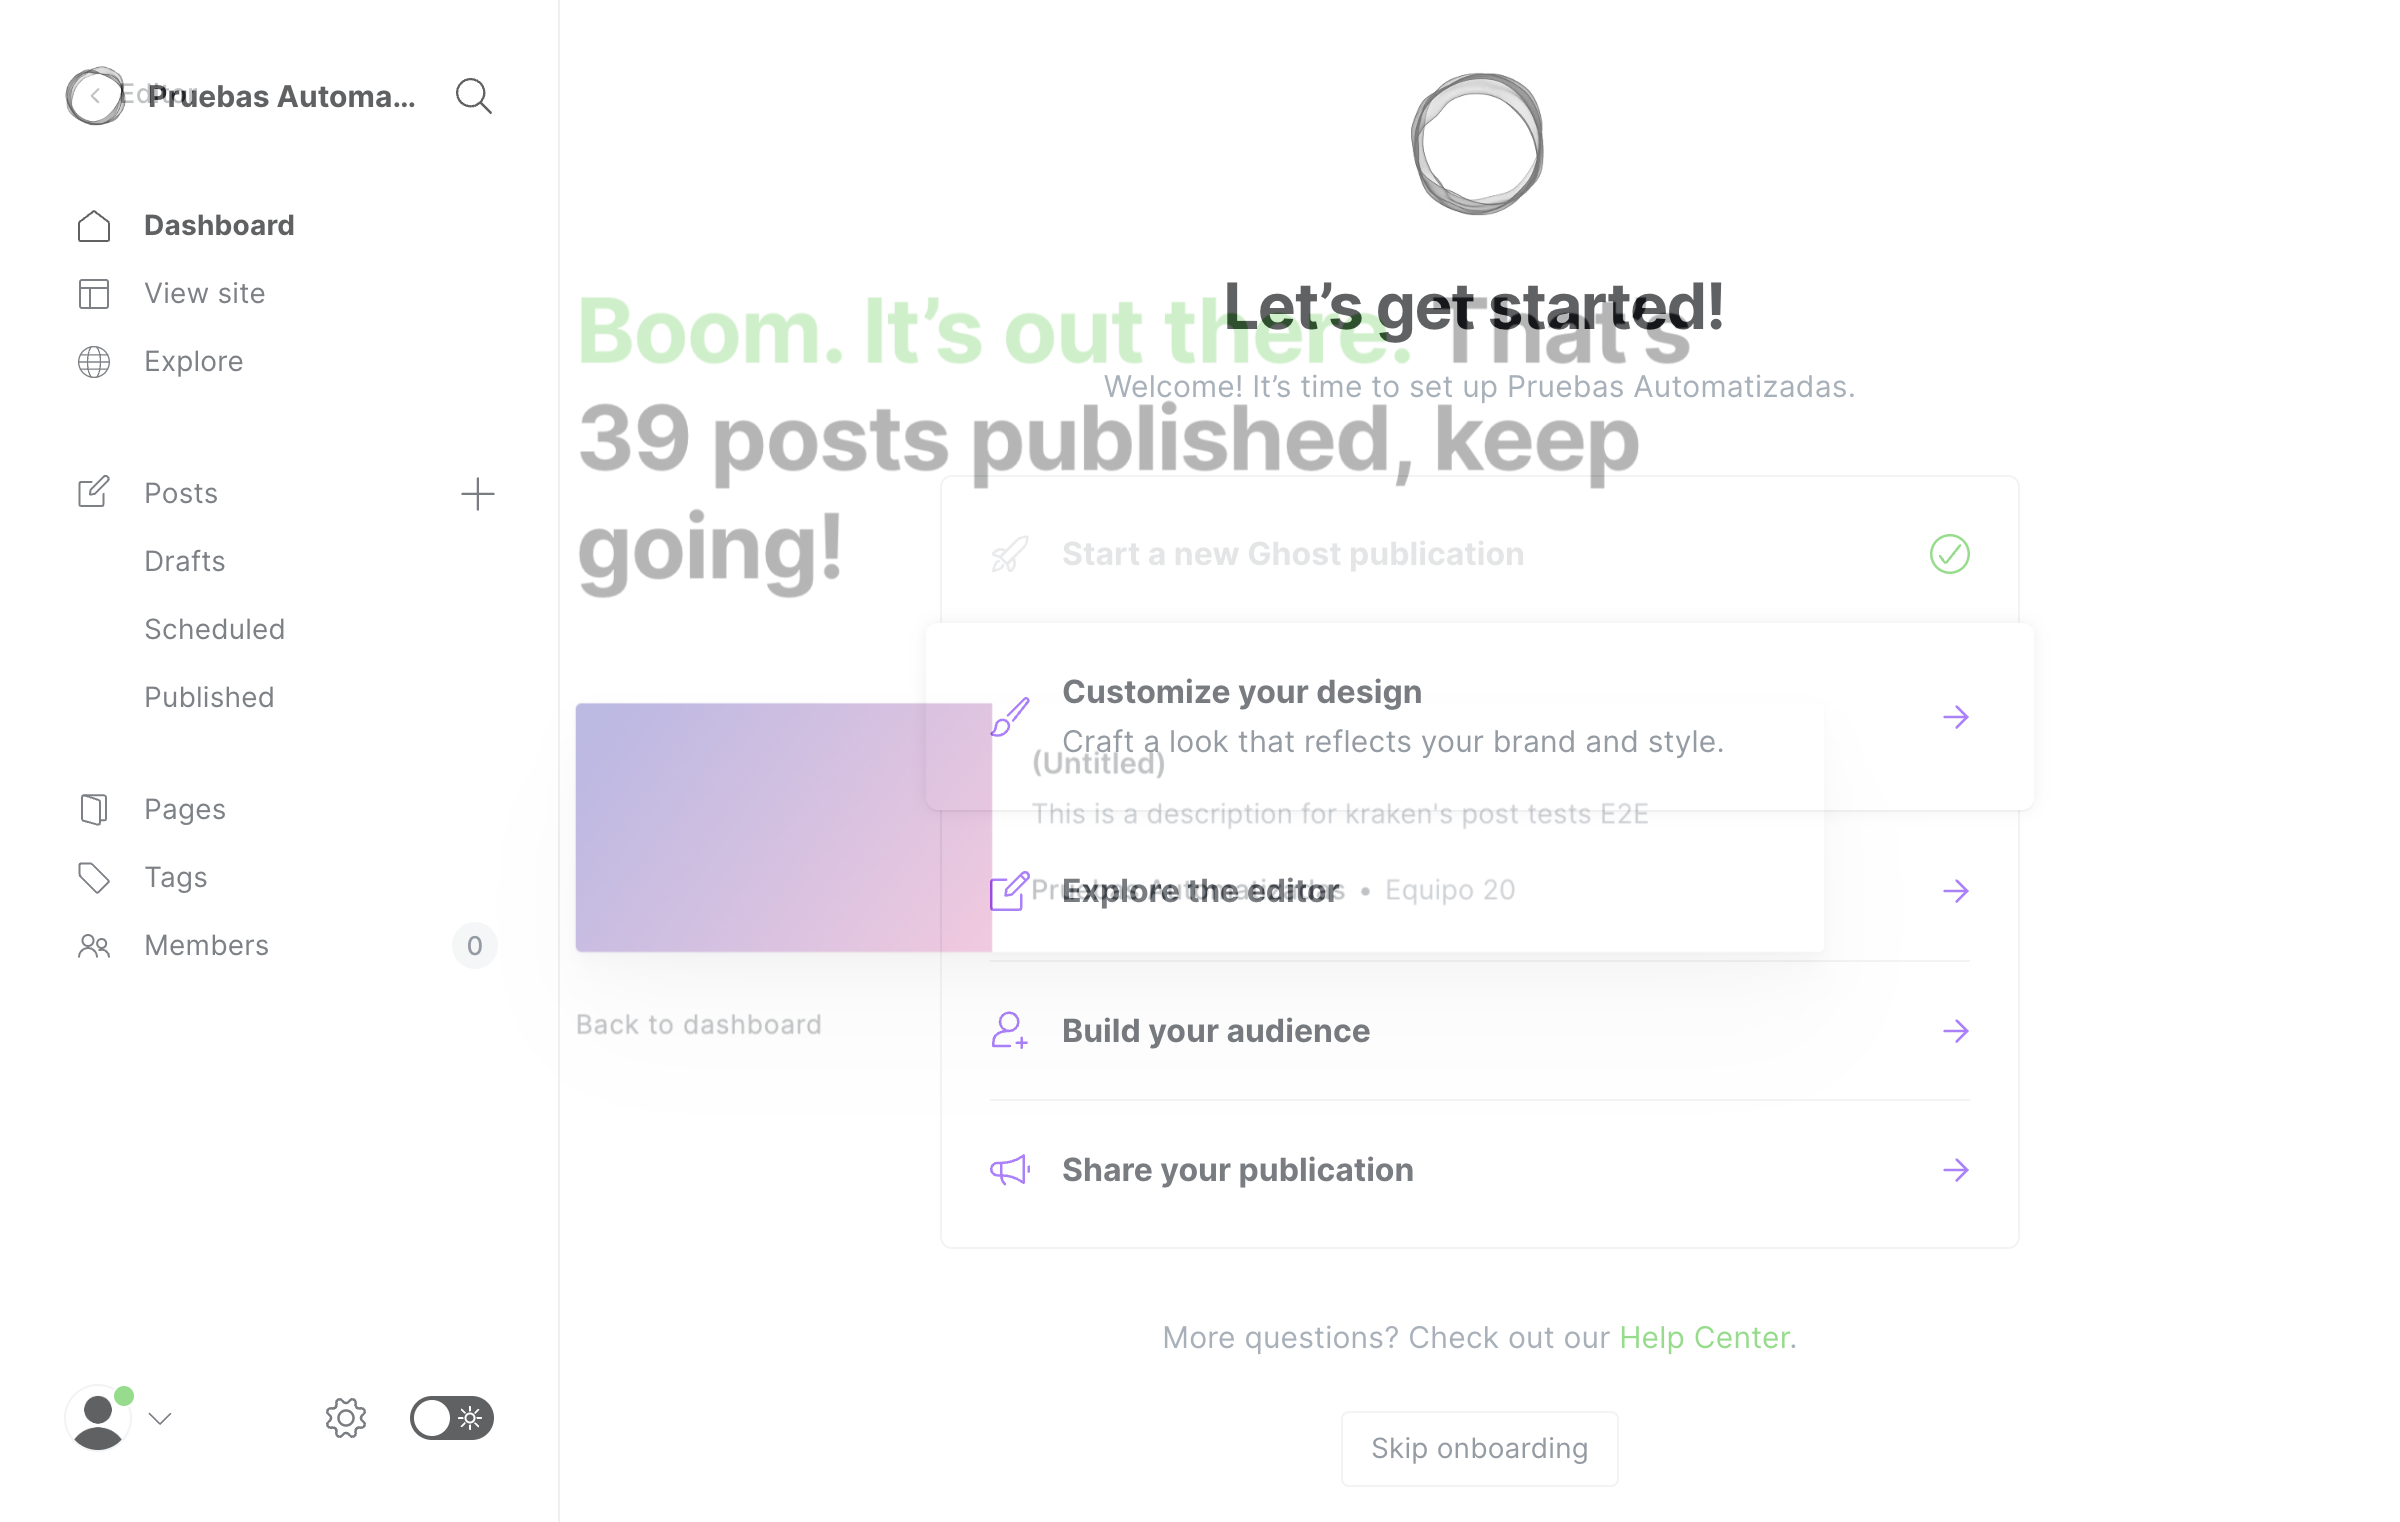 Editor
Pruebas Automa...
Dashboard
View site
Explore
Posts
Drafts
Scheduled
Published
Pages
Tags
Members 0
Let’s get started!
Welcome! It’s time to set up Pruebas Automatizadas.
Boom. It’s out there. That’s
39 posts published, keep
going!
Start a new Ghost publication
Customize your design
Craft a look that reflects your brand and style.
(Untitled)
This is a description for kraken's post tests E2E
Explore the editor
Pruebas Automatizadas • Equipo 20
Back to dashboard
Build your audience
Share your publication
More questions? Check out our Help Center.
Skip onboarding